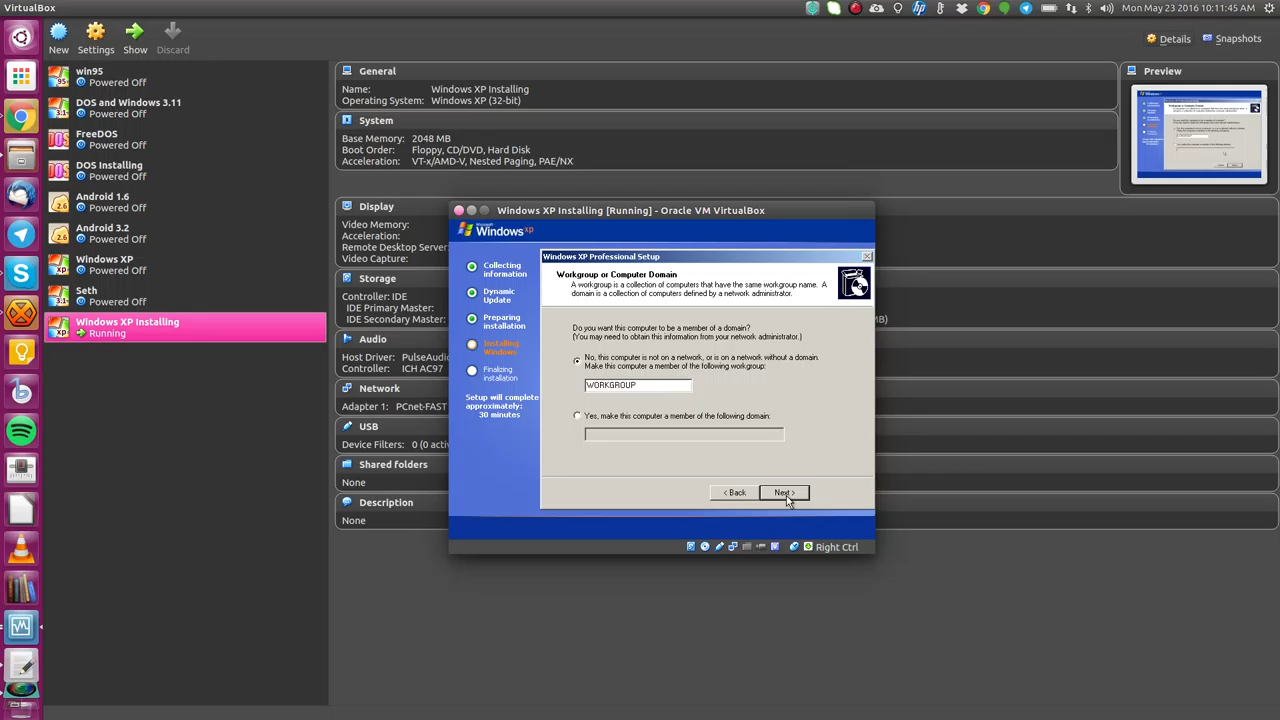 VirtualBox
Mon May 23 2016 10:11:45
New
Settings
Show
Discard
Details
Snapshots
win95
Powered Off
DOS and Windows 3.11
Powered Off
FreeDOS
Powered Off
DOS Installing
Powered Off
Android 1.6
Powered Off
Android 3.2
Powered Off
Windows XP
Powered Off
Seth
Powered Off
Windows XP Installing
Running
General
Name: Windows XP Installing
Operating System: Windows XP (32-bit)
System
Base Memory: 2048 MB
Boot Order: Floppy, CD/DVD, Hard Disk
Acceleration: VT-x/AMD-V, Nested Paging, PAE/NX
Preview
Display
Video Memory:
Acceleration:
Remote Desktop Server:
Video Capture:
Storage
Controller: IDE
IDE Primary Master:
IDE Secondary Master:
MB)
Audio
Host Driver: PulseAudio
ICH AC97
Network
Adapter 1: PCnet-FAST
USB
Device Filters: 0 (0 activ
Shared folders
None
Description
None
Windows XP Installing [Running] - Oracle VM VirtualBox
Microsoft
Windows xp
Collecting
information
Dynamic
Update
Preparing
installation
Installing
Windows
Finalizing
installation
Setup will complete
approximately:
30 minutes
Windows XP Professional Setup
Workgroup or Computer Domain
A workgroup is a collection of computers that have the same workgroup name. A
domain is a collection of computers defined by a network administrator.
Do you want this computer to be a member of a domain?
(You may need to obtain this information from your network administrator.)
No, this computer is not on a network, or is on a network without a domain.
Make this computer a member of the following workgroup:
WORKGROUP
Yes, make this computer a member of the following domain:
< Back
Next >
Right Ctrl